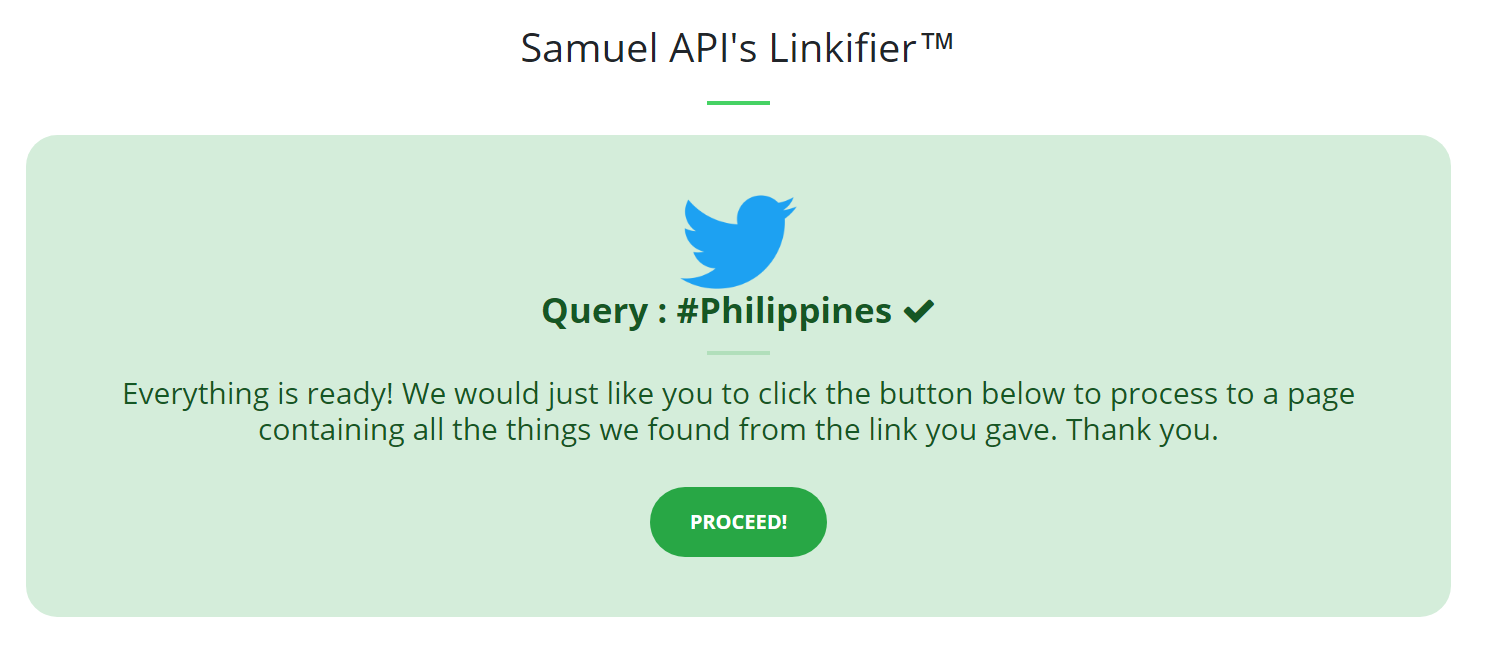 Samuel API's Linkifier™
Query : #Philippines ✔
Everything is ready! We would just like you to click the button below to process to a page
containing all the things we found from the link you gave. Thank you.
PROCEED!